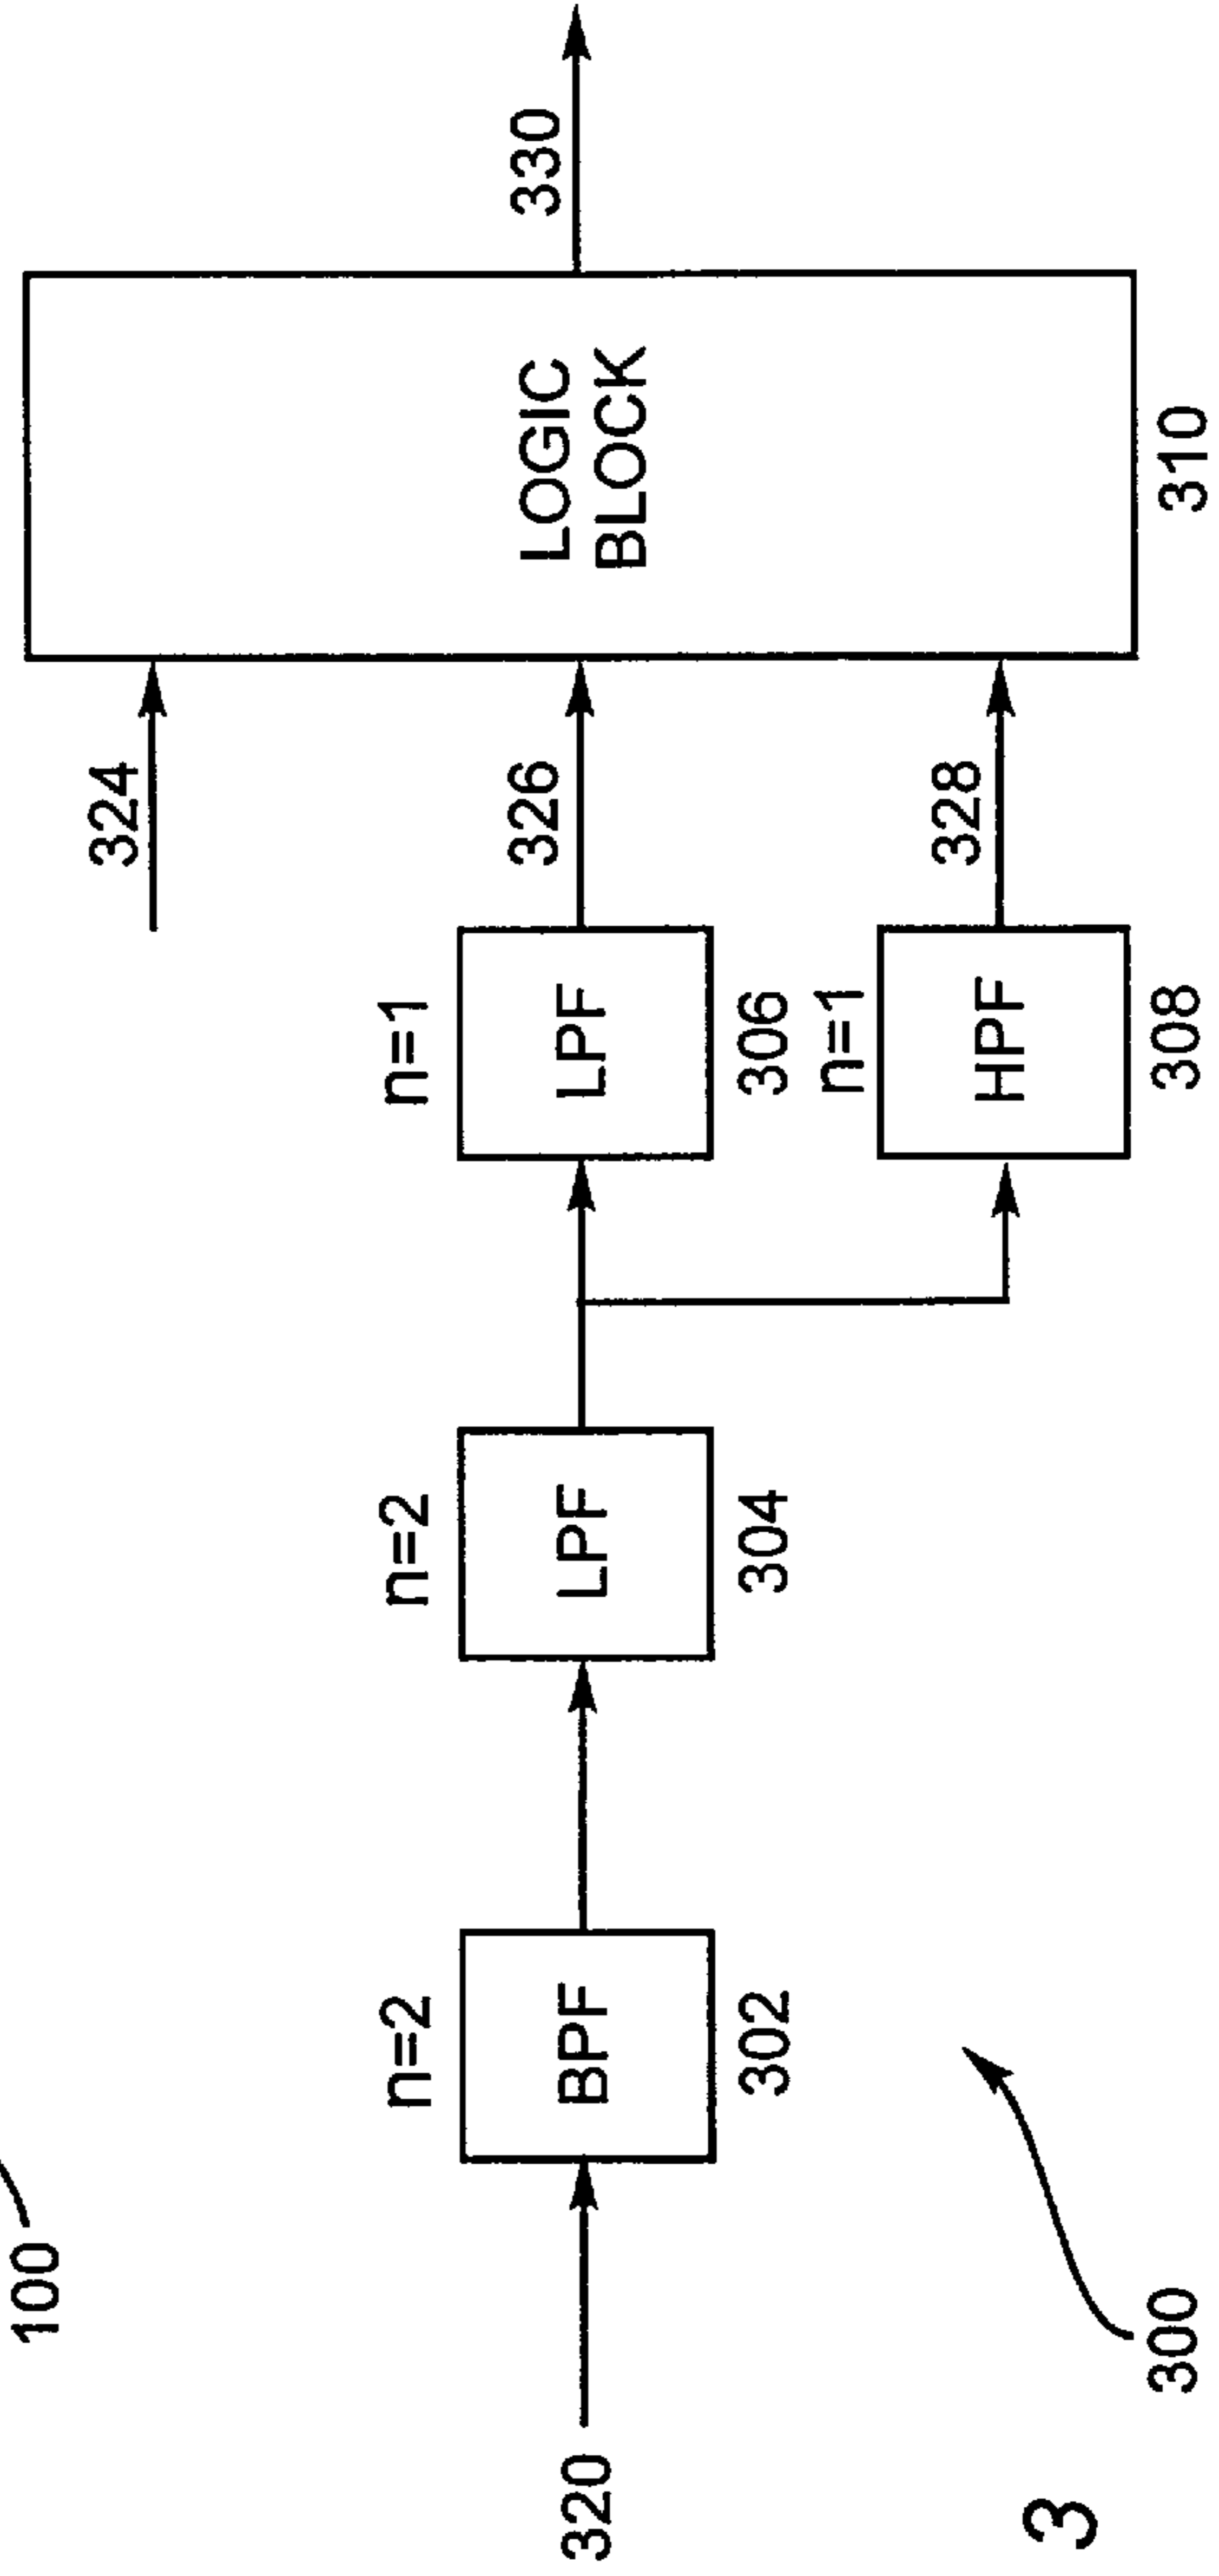 100
320
n=2
BPF
302
n=2
LPF
304
n=1
LPF
306
n=1
HPF
308
324
326
328
LOGIC
BLOCK
310
330
300
3